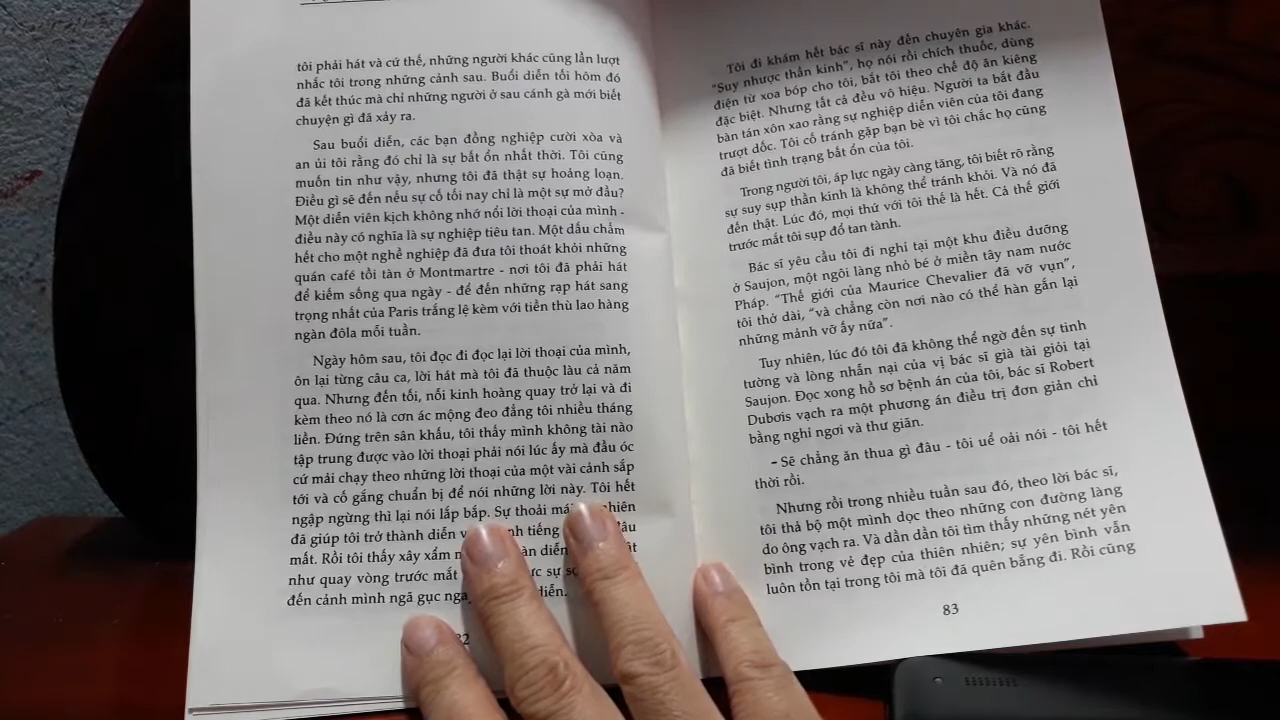 tôi phải hát và cứ thế, những người khác cũng lần lượt
nhắc tôi trong những cảnh sau. Buổi diễn tối hôm đó
đã kết thúc mà chỉ những người ở sau cánh gà mới biết
chuyện gì đã xảy ra.
Sau buổi diễn, các bạn đồng nghiệp cười xòa và
an ủi tôi rằng đó chỉ là sự bất ổn nhất thời. Tôi cũng
muốn tin như vậy, nhưng tôi đã thật sự hoảng loạn.
Điều gì sẽ đến nếu sự cố tối nay chỉ là một sự mở đầu?
Một diễn viên kịch không nhớ nổi lời thoại của mình -
điều này có nghĩa là sự nghiệp tiêu tan. Một dấu chấm
hết cho một nghề nghiệp đã đưa tôi thoát khỏi những
quán café tồi tàn ở Montmartre - nơi tôi đã phải hát
để kiếm sống qua ngày - để đến những rạp hát sang
trọng nhất của Paris tráng lệ kèm với tiền thù lao hàng
ngàn đôla mỗi tuần.
Ngày hôm sau, tôi đọc đi đọc lại lời thoại của mình,
ôn lại từng câu ca, lời hát mà tôi đã thuộc làu cả năm
qua. Nhưng đến tối, nỗi kinh hoàng quay trở lại và đi
kèm theo nó là cơn ác mộng đeo đẳng tôi nhiều tháng
liền. Đứng trên sân khấu, tôi thấy mình không tài nào
tập trung được vào lời thoại phải nói lúc ấy mà đầu óc
cứ mải chạy theo những lời thoại của một vài cảnh sắp
tới và cố gắng chuẩn bị để nói những lời này. Tôi hết
ngập ngừng thì lại nói lắp bắp. Sự thoải mái
đã giúp tôi trở thành diễn tiếng
mất. Rồi tôi thấy xây xẩm diễn
như quay vòng trước mắt sự
đến cảnh mình ngã gục diễn.
Tôi đi khám hết bác sĩ này đến chuyên gia khác.
"Suy nhược thần kinh", họ nói rồi chích thuốc, dùng
điện từ xoa bóp cho tôi, bắt tôi theo chế độ ăn kiêng
đặc biệt. Nhưng tất cả đều vô hiệu. Người ta bắt đầu
bàn tán xôn xao rằng sự nghiệp diễn viên của tôi đang
trượt dốc. Tôi cố tránh gặp bạn bè vì tôi chắc họ cũng
đã biết tình trạng bất ổn của tôi.
Trong người tôi, áp lực ngày càng tăng, tôi biết rõ rằng
sự suy sụp thần kinh là không thể tránh khỏi. Và nó đã
đến thật. Lúc đó, mọi thứ với tôi thế là hết. Cả thế giới
trước mắt tôi sụp đổ tan tành.
Bác sĩ yêu cầu tôi đi nghỉ tại một khu điều dưỡng
ở Saujon, một ngôi làng nhỏ bé ở miền tây nam nước
Pháp. "Thế giới của Maurice Chevalier đã vỡ vụn",
tôi thở dài, "và chẳng còn nơi nào có thể hàn gắn lại
những mảnh vỡ ấy nữa".
Tuy nhiên, lúc đó tôi đã không thể ngờ đến sự tinh
tường và lòng nhẫn nại của vị bác sĩ già tài giỏi tại
Saujon. Đọc xong hồ sơ bệnh án của tôi, bác sĩ Robert
Dubois vạch ra một phương án điều trị đơn giản chỉ
bằng nghỉ ngơi và thư giãn.
- Sẽ chẳng ăn thua gì đâu - tôi uể oải nói - tôi hết
thời rồi.
Nhưng rồi trong nhiều tuần sau đó, theo lời bác sĩ,
tôi thả bộ một mình dọc theo những con đường làng
do ông vạch ra. Và dần dần tôi tìm thấy những nét yên
bình trong vẻ đẹp của thiên nhiên; sự yên bình vẫn
luôn tồn tại trong tôi mà tôi đã quên bẵng đi. Rồi cũng
83